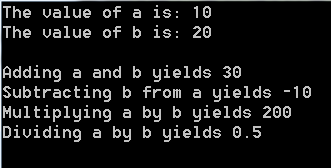 The value of a is: 10
The value of b is: 20
Adding a and b yields 30
Subtracting b from a yields -10
Multiplying a by b yields 200
Dividing a by b yields 0.5